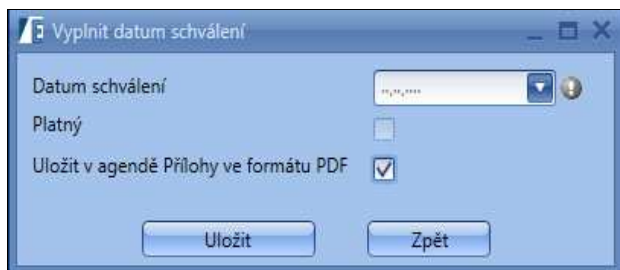 Vyplnit datum schválení
Datum schválení
..,..,....
Platný
Uložit v agendě Přílohy ve formátu PDF
Uložit Zpět